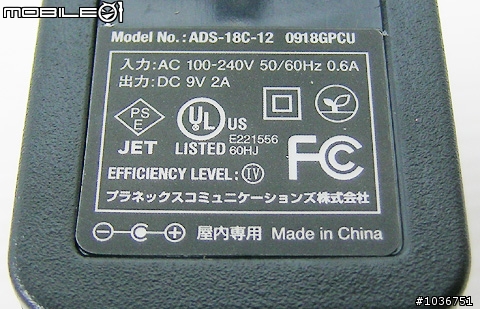 MOBILE01
Model No.: ADS-18C-12 0918GPCU
入力: AC 100-240V 50/60Hz 0.6A
出力: DC 9V 2A
PS
E
JET
UL US
LISTED E221556
60HJ
FC
EFFICIENCY LEVEL: IV
プラネックスコミュニケーションズ株式会社
屋内専用 Made in China
#1036751